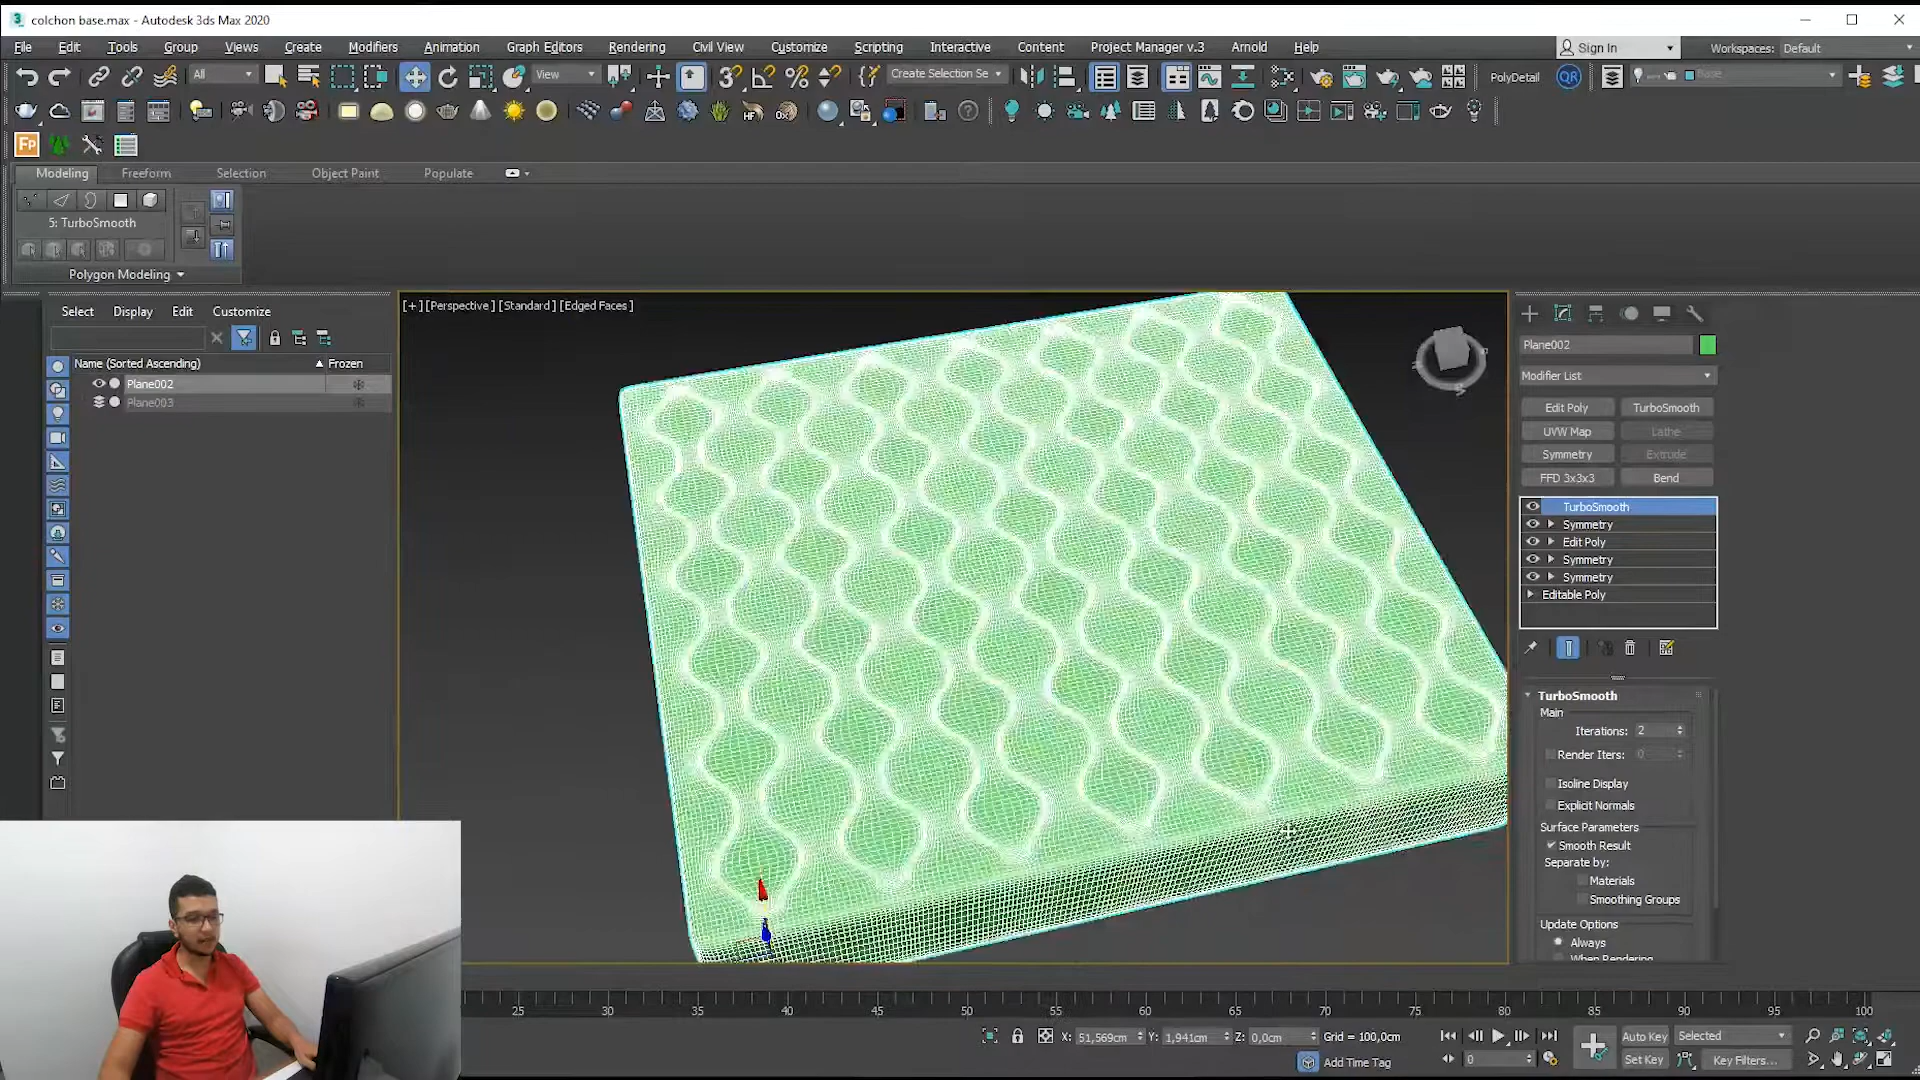 colchon base.max - Autodesk 3ds Max 2020
File Edit Tools Group Views Create Modifiers Animation Graph Editors Rendering Civil View Customize Scripting Interactive Content Project Manager v.3 Arnold Help Sign In Workspaces: Default
All View Create Selection Se PolyDetail QR Base
HF Ox
Fp
Modeling Freeform Selection Object Paint Populate
5: TurboSmooth
Polygon Modeling
Select Display Edit Customize
Name (Sorted Ascending) Frozen
Plane002
Plane003
[+] [Perspective] [Standard] [Edged Faces]
Plane002
Modifier List
Edit Poly TurboSmooth
UVW Map Lathe
Symmetry Extrude
FFD 3x3x3 Bend
TurboSmooth
Symmetry
Edit Poly
Symmetry
Symmetry
Editable Poly
TurboSmooth
Main
Iterations: 2
Render Iters: 0
Isoline Display
Explicit Normals
Surface Parameters
Smooth Result
Separate by:
Materials
Smoothing Groups
Update Options
Always
When Rendering
25 30 35 40 45 50 55 60 65 70 75 80 85 90 95 100
X: 51,569cm Y: 1,941cm Z: 0,0cm Grid = 100,0cm Auto Key Selected
Add Time Tag 0 Set Key Key Filters...